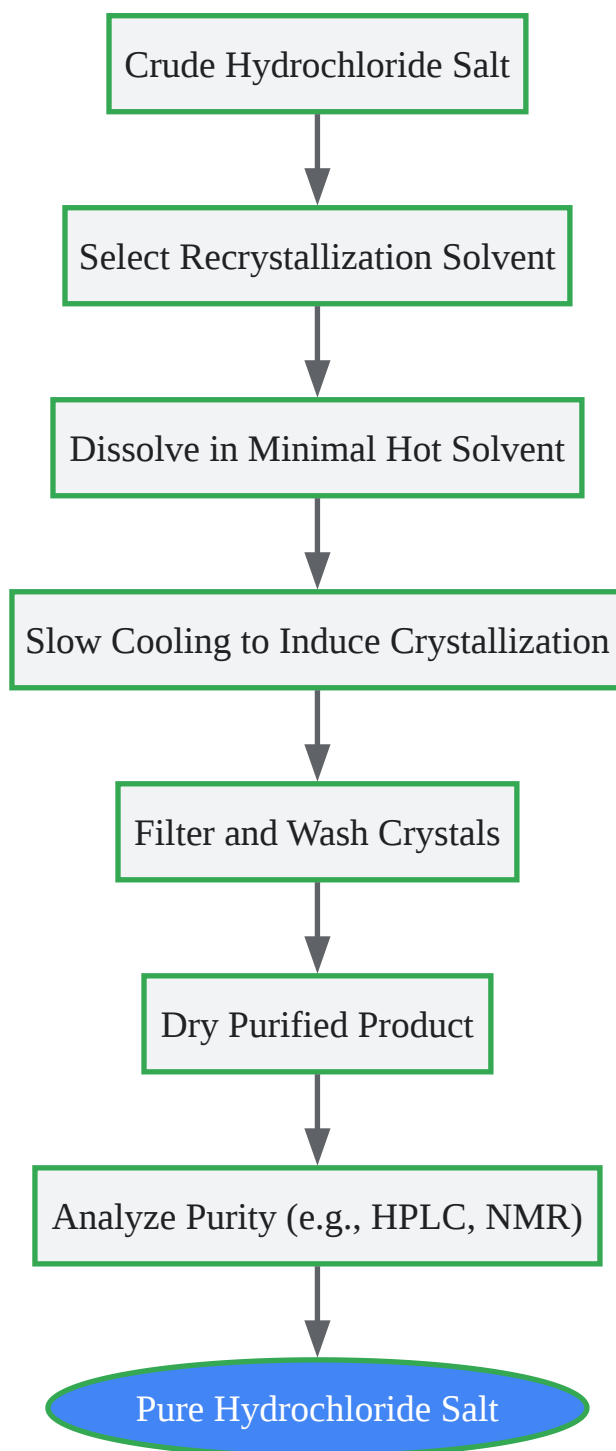 Crude Hydrochloride Salt
Select Recrystallization Solvent
Dissolve in Minimal Hot Solvent
Slow Cooling to Induce Crystallization
Filter and Wash Crystals
Dry Purified Product
Analyze Purity (e.g., HPLC, NMR)
Pure Hydrochloride Salt